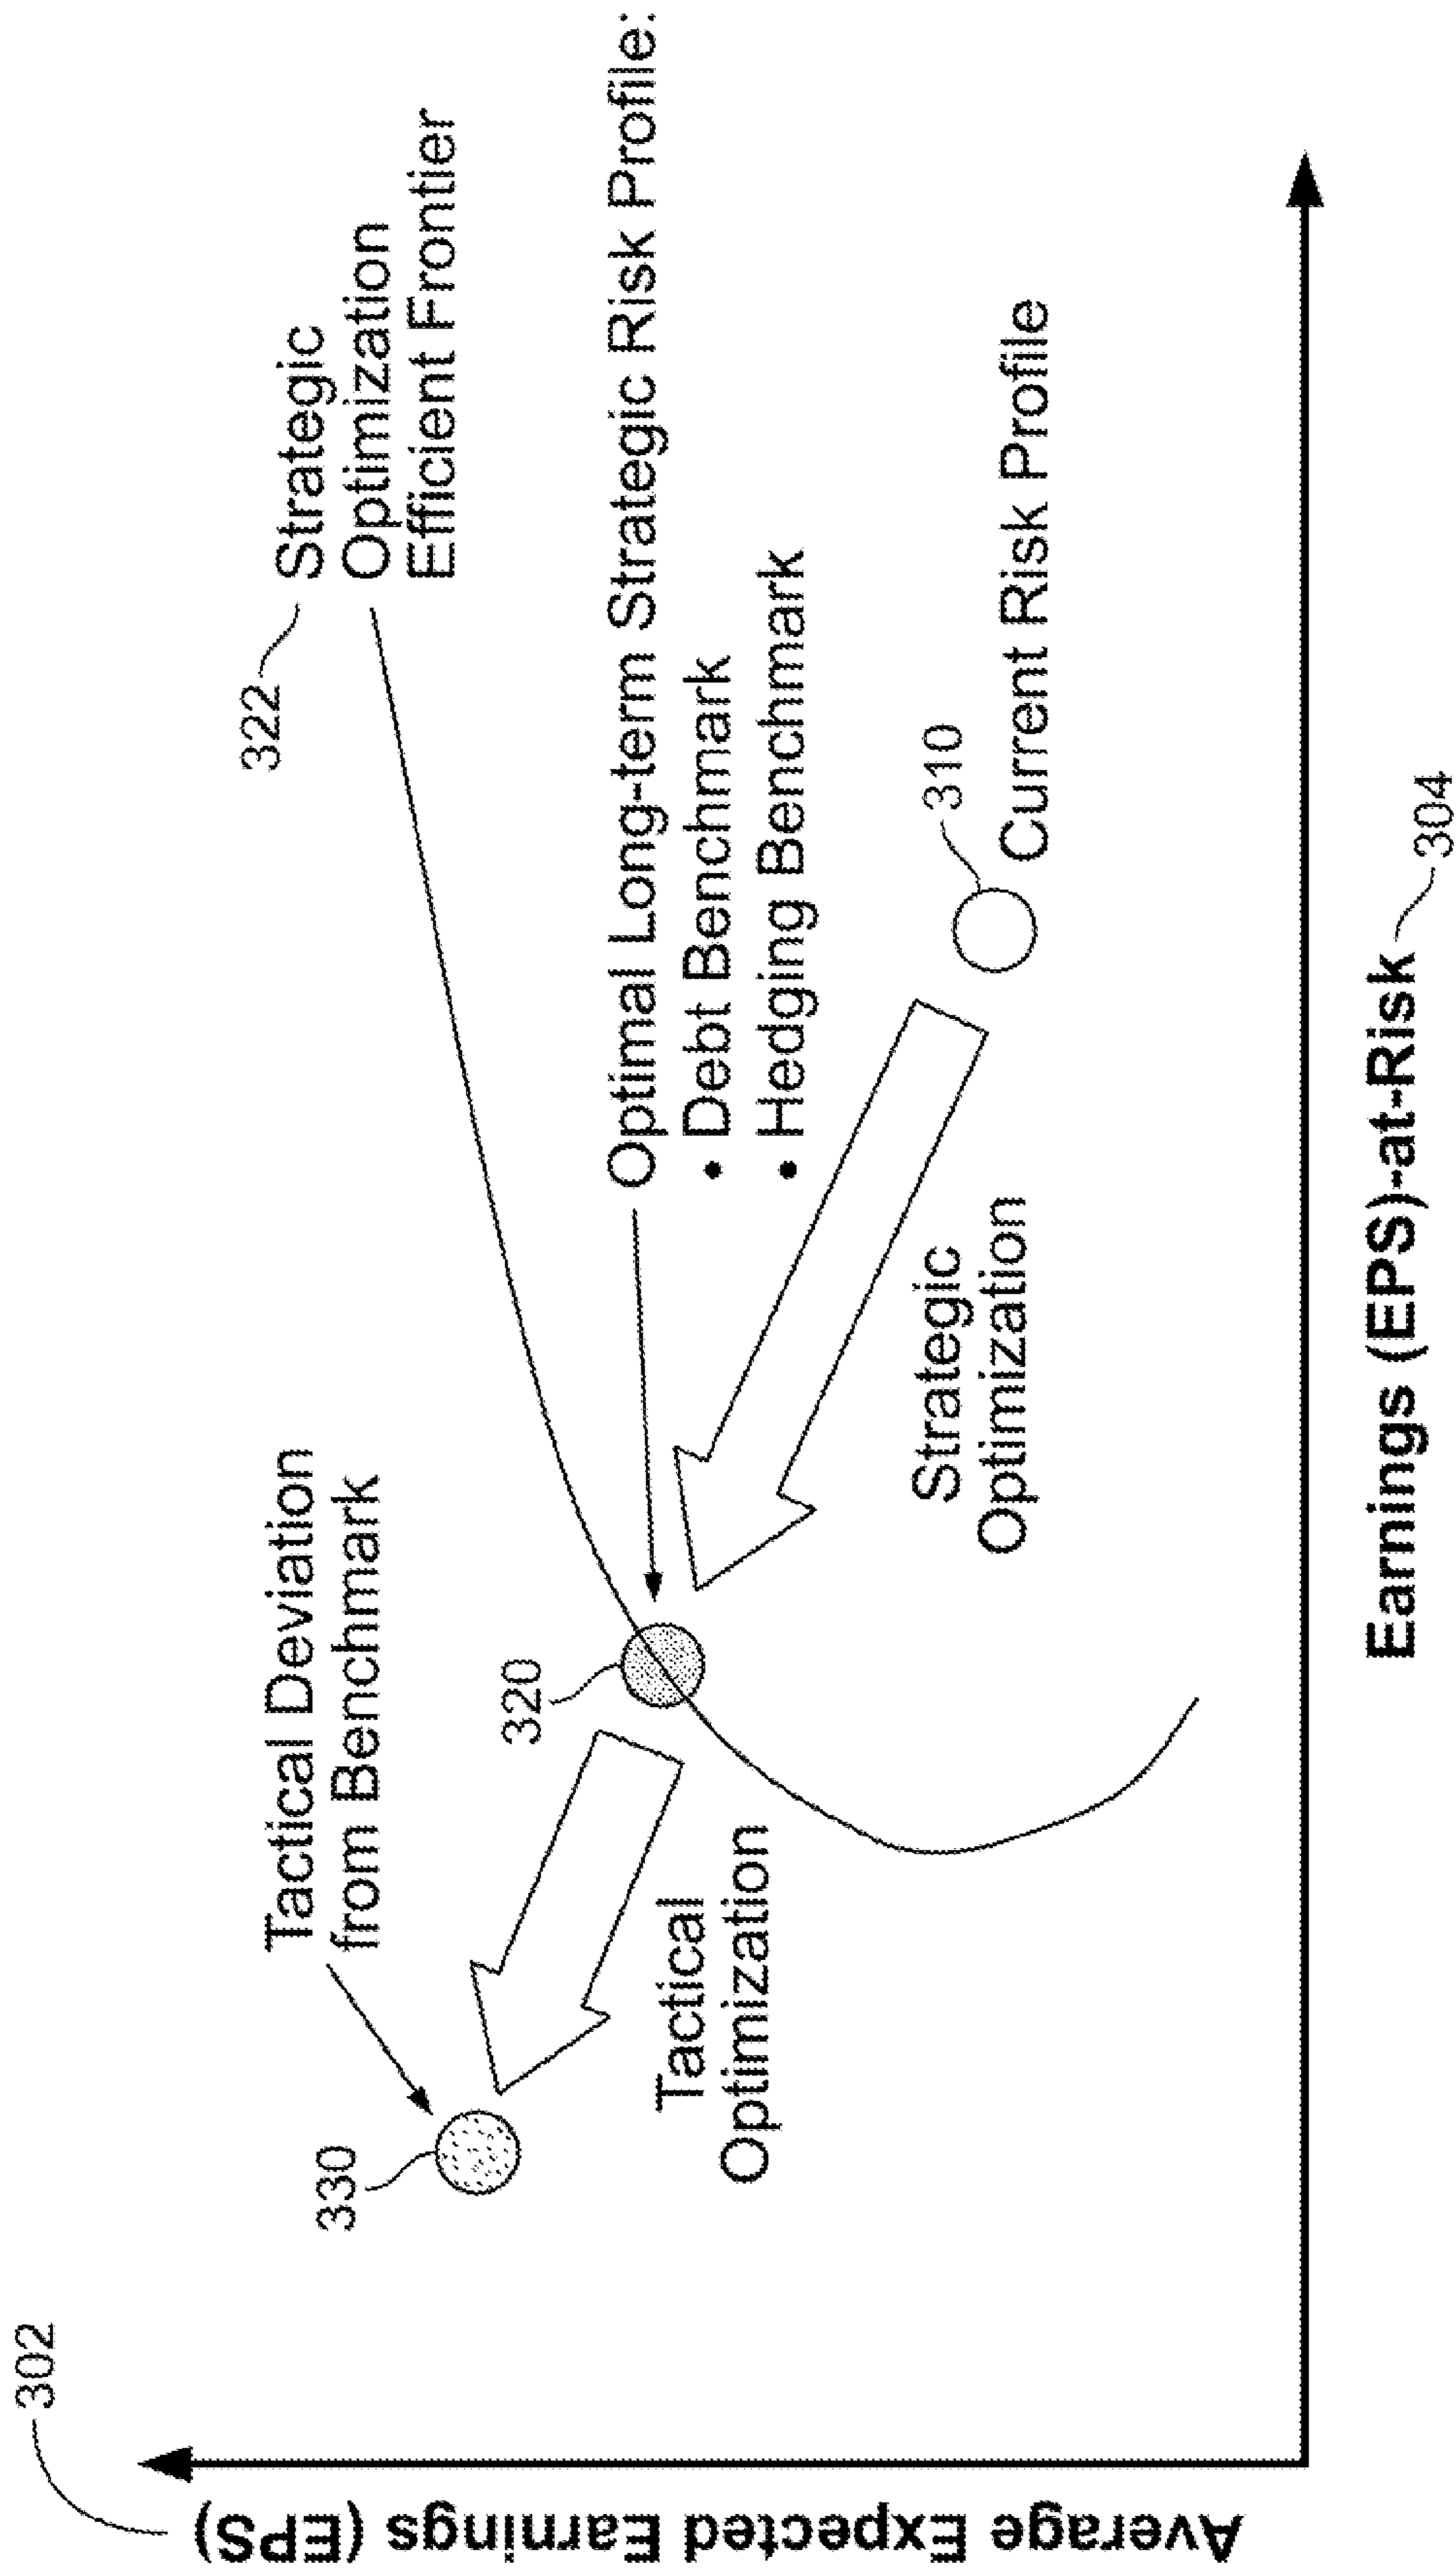 302
Average Expected Earnings (EPS)
330
Tactical Deviation
from Benchmark
322
Strategic
Optimization
Efficient Frontier
320
Optimal Long-term Strategic Risk Profile:
• Debt Benchmark
• Hedging Benchmark
Tactical
Optimization
Strategic
Optimization
310
Current Risk Profile
Earnings (EPS)-at-Risk
304